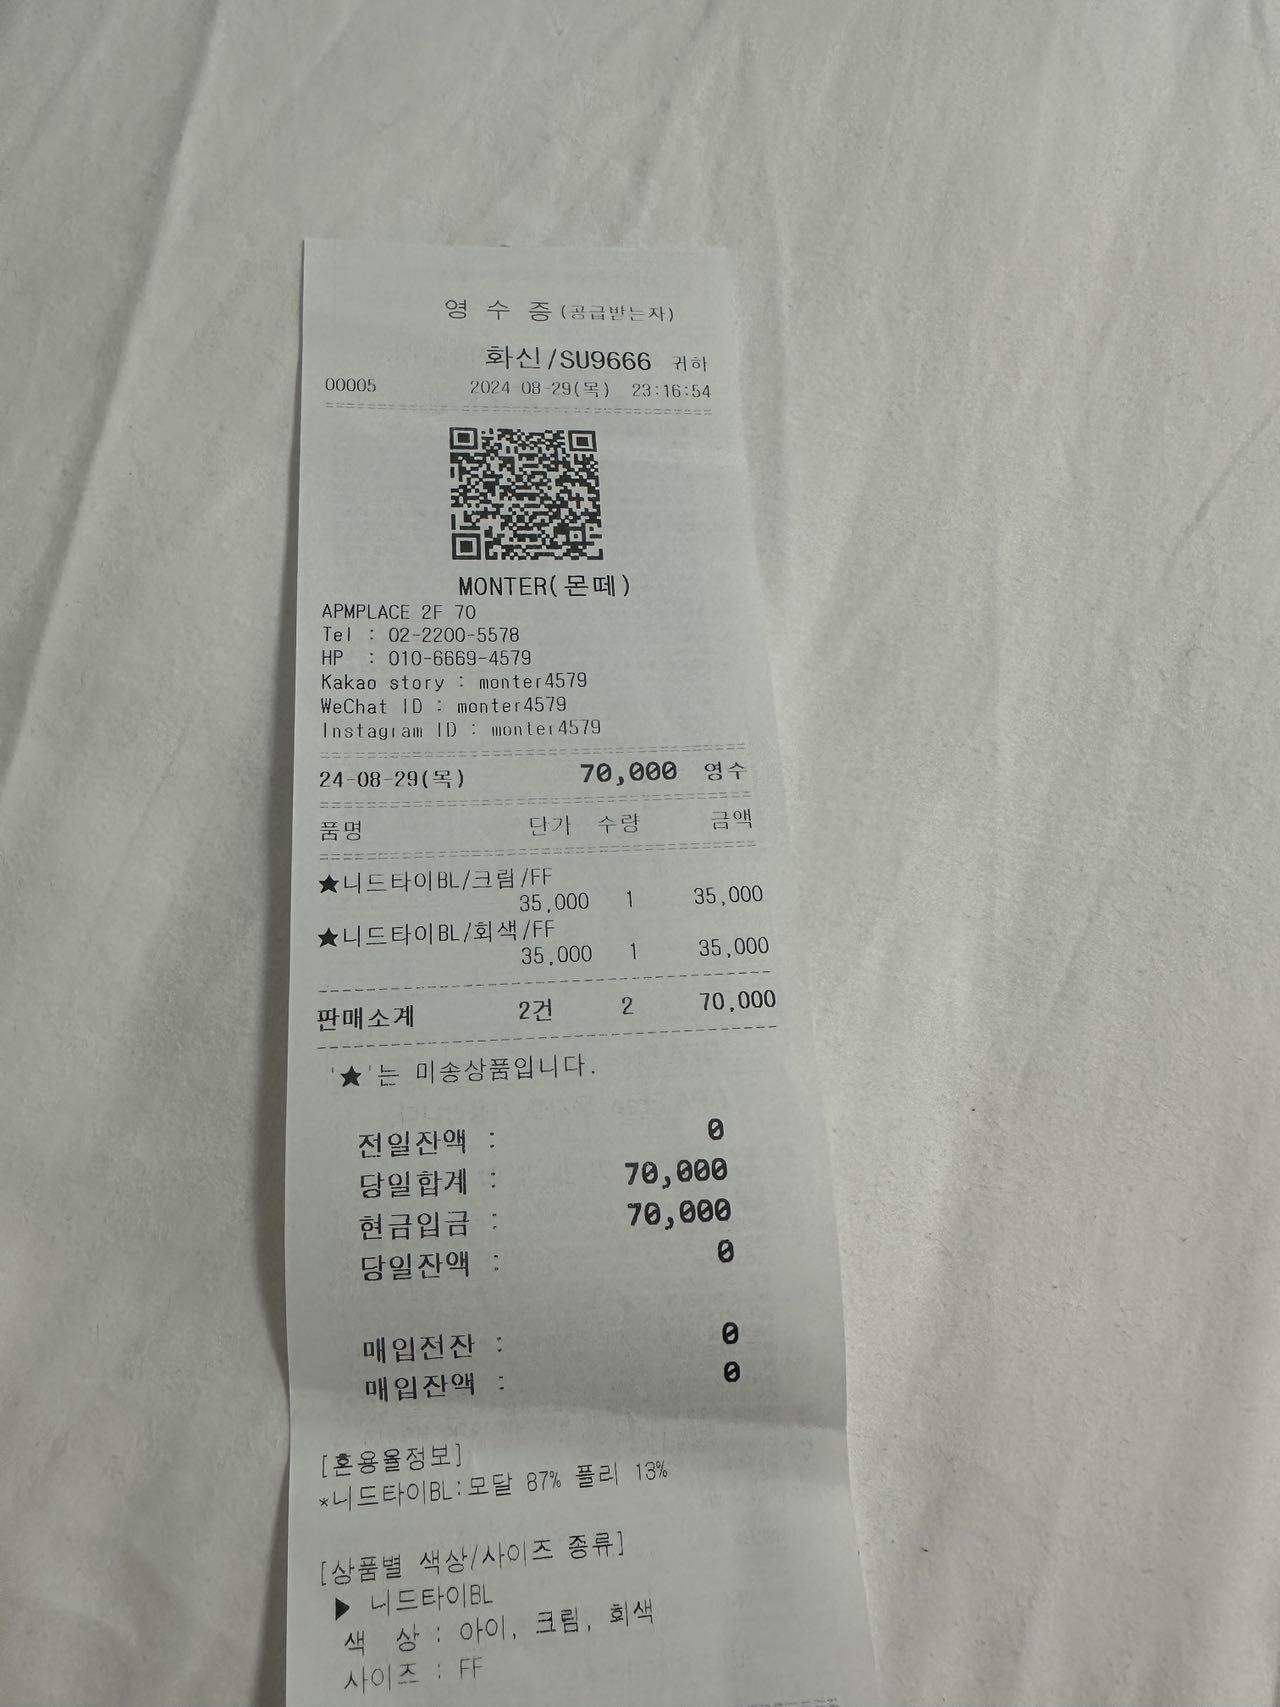 영 수 증(공급받는자)
화신/SU9666 귀하
00005 2024-08-29(목) 23:16:54
MONTER(몬떼)
APMPLACE 2F 70
Tel : 02-2200-5578
HP : 010-6669-4579
Kakao story : monter4579
WeChat ID : monter4579
Instagram ID : monter4579
24-08-29(목) 70,000 영수
품명 단가 수량 금액
★니드타이BL/크림/FF
35,000 1 35,000
★니드타이BL/회색/FF
35,000 1 35,000
판매소계 2건 2 70,000
'★'는 미송상품입니다.
전일잔액 : 0
당일합계 : 70,000
현금입금 : 70,000
당일잔액 : 0
매입전잔 : 0
매입잔액 : 0
[혼용율정보]
*니드타이BL:모달 87% 폴리 13%
[상품별 색상/사이즈 종류]
▶ 니드타이BL
색 상 : 아이, 크림, 회색
사이즈 : FF